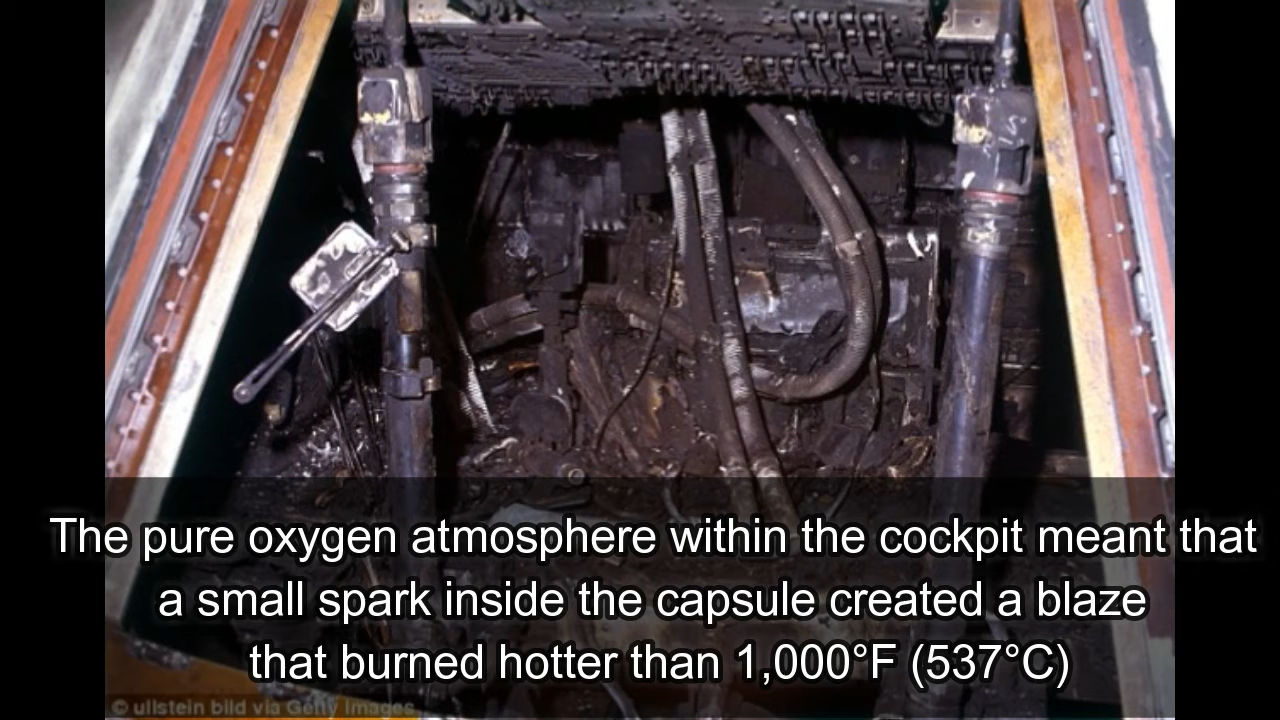 The pure oxygen atmosphere within the cockpit meant that
a small spark inside the capsule created a blaze
that burned hotter than 1,000°F (537°C)
© ullstein bild via Getty Images